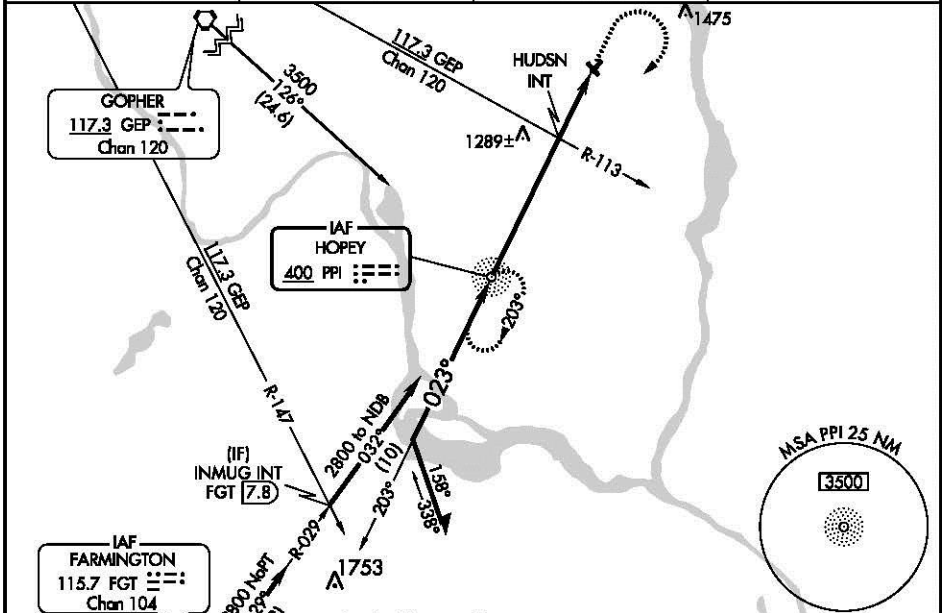 1475
117.3 GEP
Chan 120
HUDSN
INT
3500
126°
(24.6)
GOPHER
117.3 GEP
Chan 120
1289±
R-113
IAF
HOPEY
400 PPI
117.3 GEP
Chan 120
203°
023°
R-147
2800 to NDB
032°
(10)
MSA PPI 25 NM
3500
(IF)
INMUG INT
FGT 7.8
158°
338°
203°
R-029
1753
IAF
FARMINGTON
115.7 FGT
Chan 104
2800 NoPT